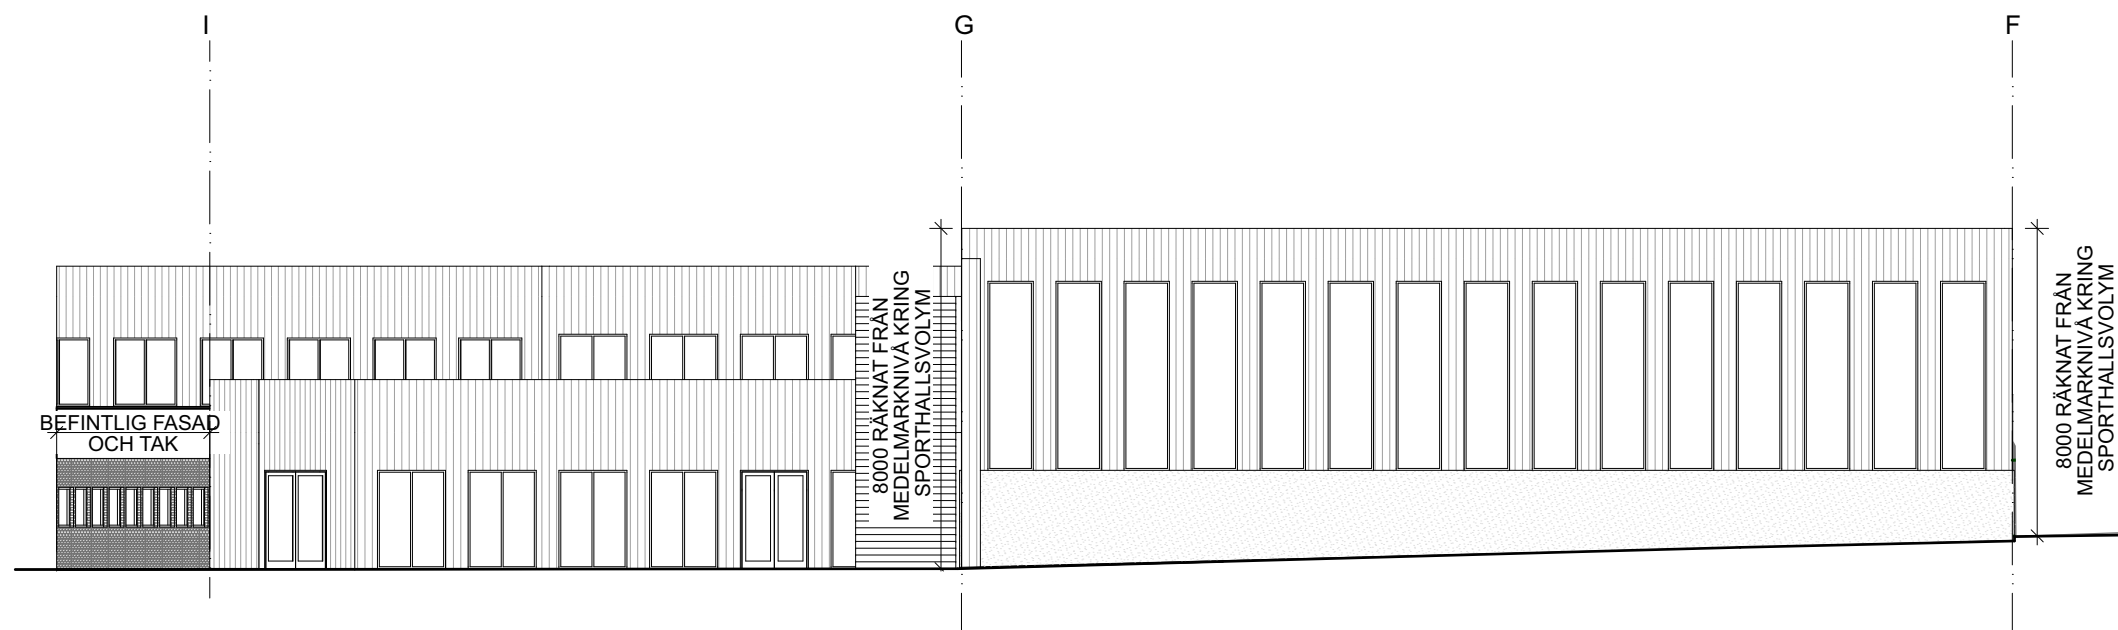 I
G
F
BEFINTLIG FASAD
OCH TAK
8000 RÄKNAT FRÅN
MEDELMARKNIVÅ KRING
SPORTHALLSVOLYM
8000 RÄKNAT FRÅN
MEDELMARKNIVÅ KRING
SPORTHALLSVOLYM